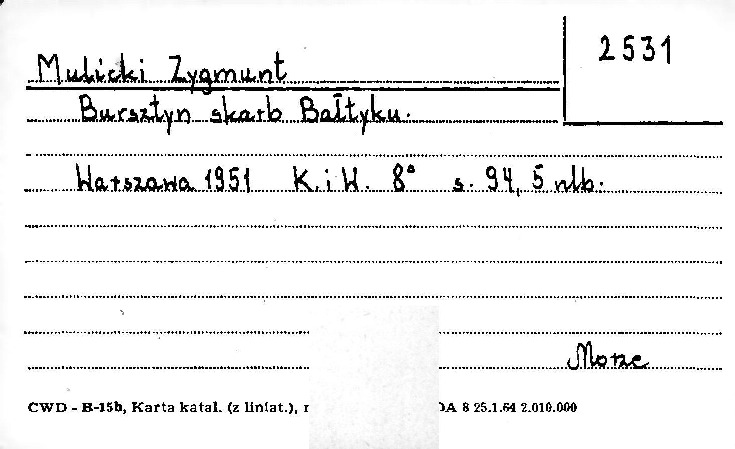 2531
Mulicki Zygmunt
Bursztyn skarb Bałtyku.
Warszawa 1951 K. i W. 8° s. 94, 5 nlb.
Morze
CWD - B-15b, Karta katal. (z liniat.), DA 8 25.1.64 2.010.000